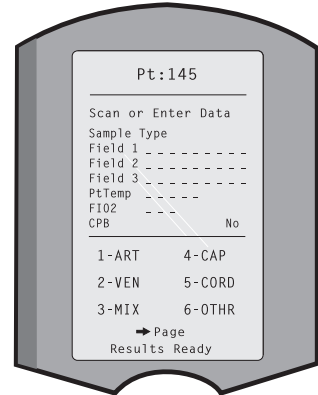 Pt:145
Scan or Enter Data
Sample Type
Field 1 _ _ _ _ _ _ _ _ _ _
Field 2 _ _ _ _ _ _ _ _ _ _
Field 3 _ _ _ _ _ _ _ _ _ _
PtTemp _ _ _ _ _
FIO2 _ _ _
CPB No
1-ART 4-CAP
2-VEN 5-CORD
3-MIX 6-OTHR
➡ Page
Results Ready